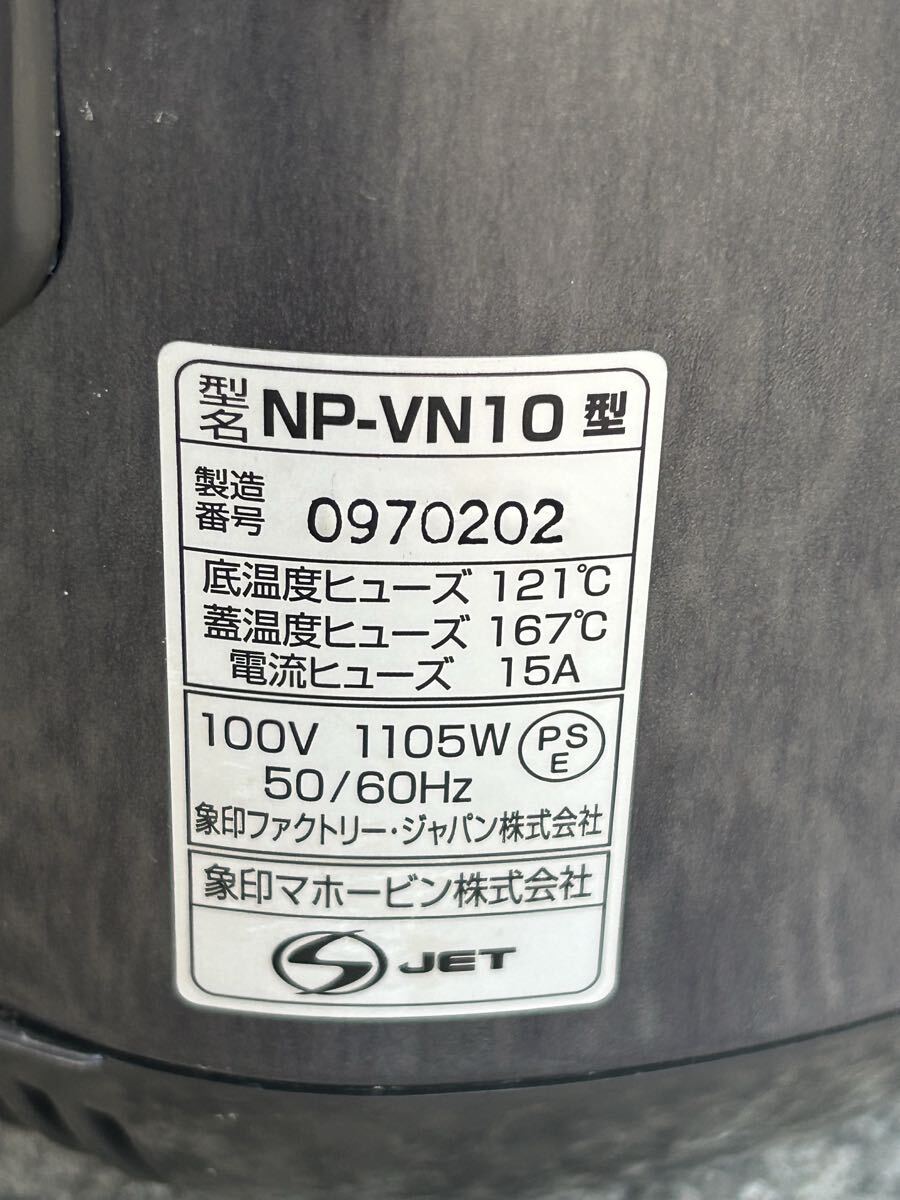 型名 NP-VN10 型
製造番号 0970202
底温度ヒューズ 121℃
蓋温度ヒューズ 167℃
電流ヒューズ 15A
100V 1105W PSE
50/60Hz
象印ファクトリー・ジャパン株式会社
象印マホービン株式会社
S JET